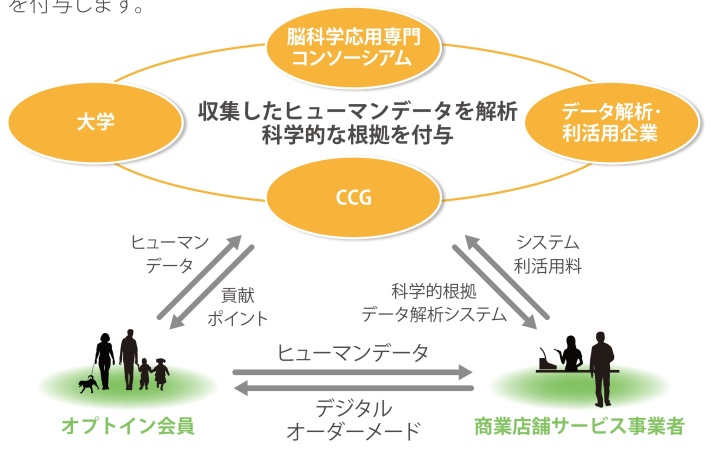 を付与します。
脳科学応用専門
コンソーシアム
大学
収集したヒューマンデータを解析
科学的な根拠を付与
データ解析・
利活用企業
CCG
ヒューマン
データ
貢献
ポイント
システム
利活用料
科学的根拠
データ解析システム
ヒューマンデータ
デジタル
オーダーメード
オプトイン会員
商業店舗サービス事業者